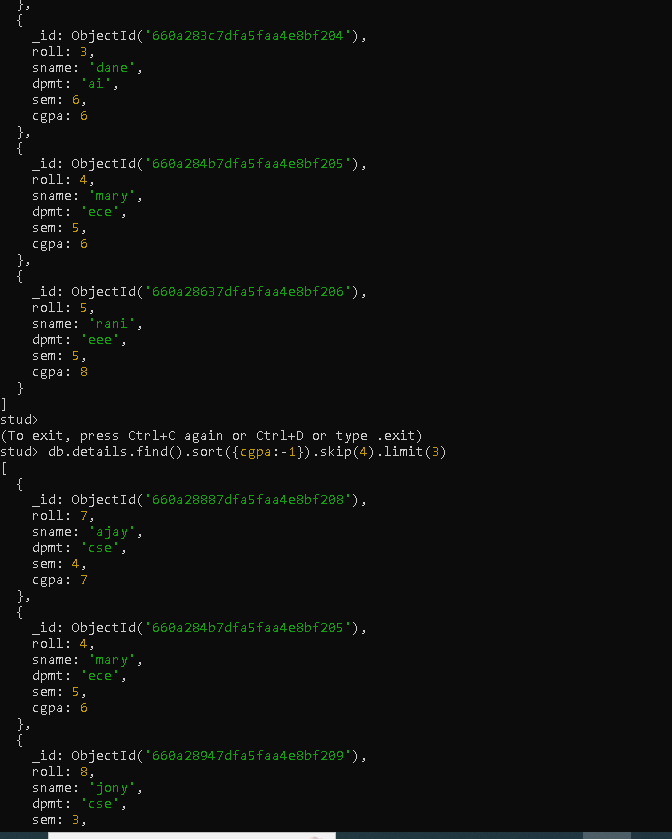 },
{
_id: ObjectId('660a283c7dfa5faa4e8bf204'),
roll: 3,
sname: 'dane',
dpmt: 'ai',
sem: 6,
cgpa: 6
},
{
_id: ObjectId('660a284b7dfa5faa4e8bf205'),
roll: 4,
sname: 'mary',
dpmt: 'ece',
sem: 5,
cgpa: 6
},
{
_id: ObjectId('660a28637dfa5faa4e8bf206'),
roll: 5,
sname: 'rani',
dpmt: 'eee',
sem: 5,
cgpa: 8
}
]
stud>
(To exit, press Ctrl+C again or Ctrl+D or type .exit)
stud> db.details.find().sort({cgpa:-1}).skip(4).limit(3)
[
{
_id: ObjectId('660a28887dfa5faa4e8bf208'),
roll: 7,
sname: 'ajay',
dpmt: 'cse',
sem: 4,
cgpa: 7
},
{
_id: ObjectId('660a284b7dfa5faa4e8bf205'),
roll: 4,
sname: 'mary',
dpmt: 'ece',
sem: 5,
cgpa: 6
},
{
_id: ObjectId('660a28947dfa5faa4e8bf209'),
roll: 8,
sname: 'jony',
dpmt: 'cse',
sem: 3,